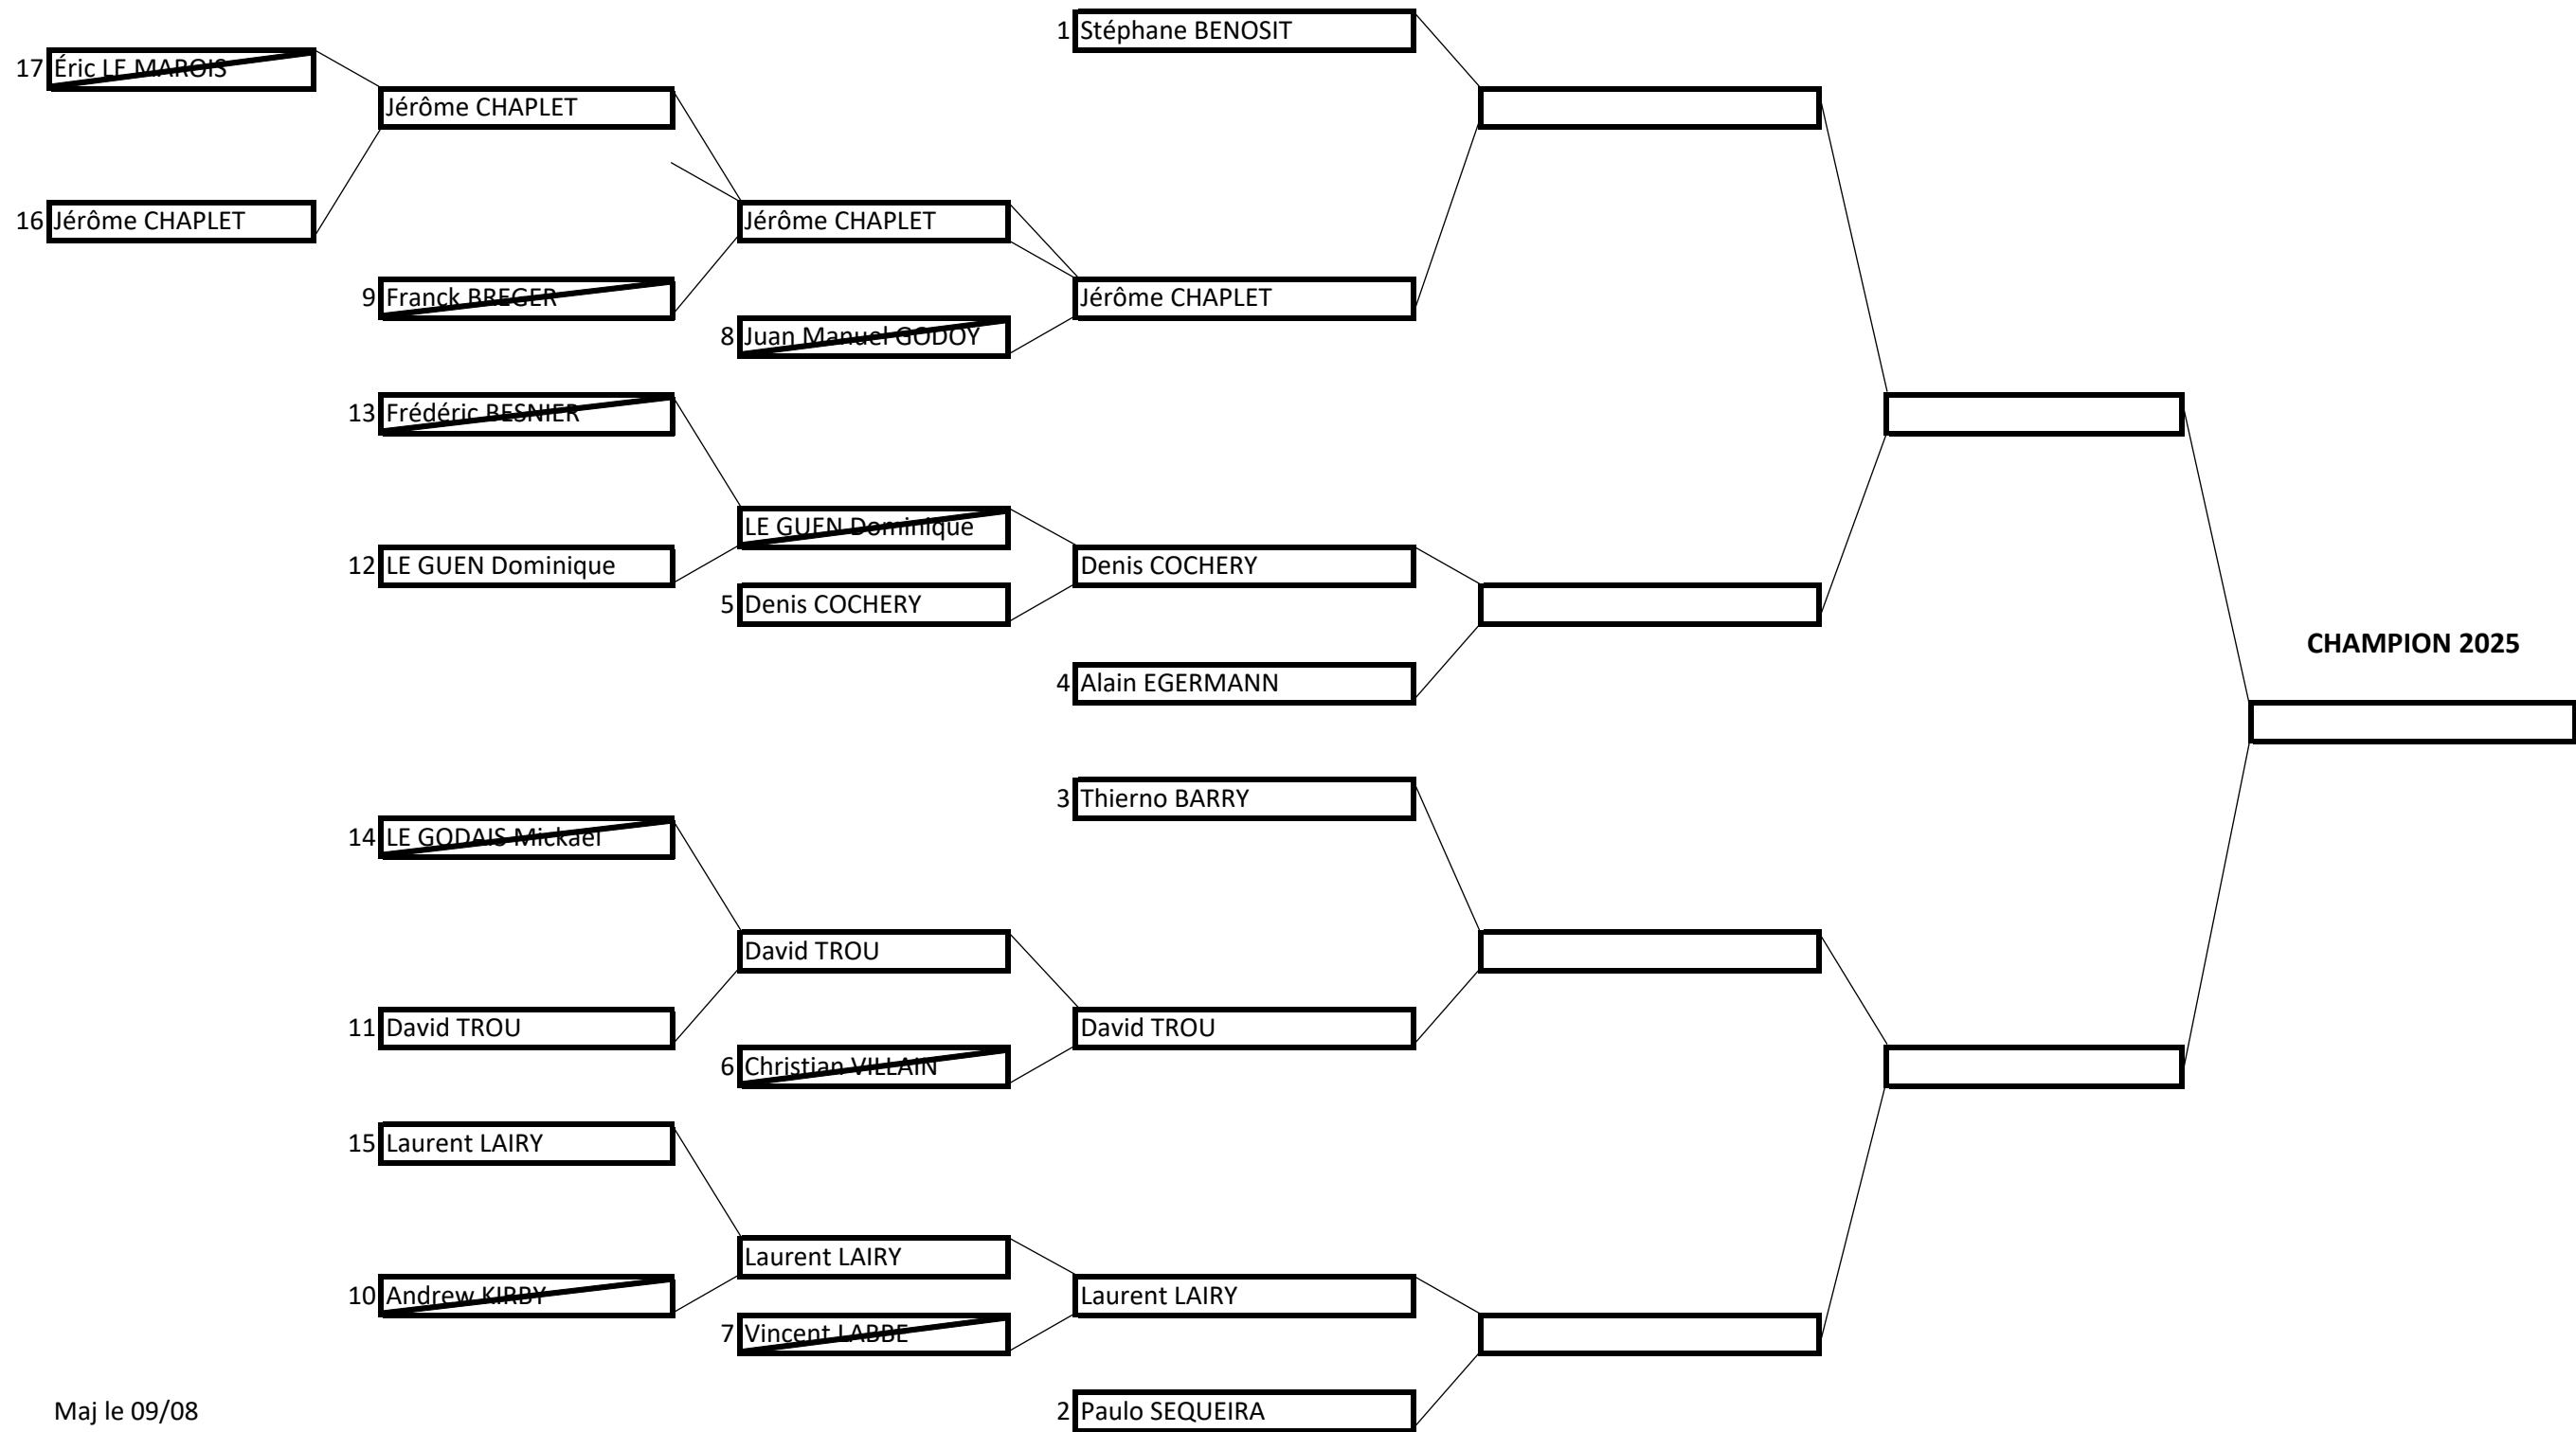 1 Stéphane BENOSIT
17 Éric LE MAROIS
Jérôme CHAPLET
16 Jérôme CHAPLET
Jérôme CHAPLET
9 Franck BREGER
Jérôme CHAPLET
8 Juan Manuel GODOY
13 Frédéric BESNIER
LE GUEN Dominique
12 LE GUEN Dominique
Denis COCHERY
5 Denis COCHERY
CHAMPION 2025
4 Alain EGERMANN
3 Thierno BARRY
14 LE GODAIS Mickaël
David TROU
11 David TROU
David TROU
6 Christian VILLAIN
15 Laurent LAIRY
Laurent LAIRY
10 Andrew KIRBY
Laurent LAIRY
7 Vincent LABBE
Maj le 09/08
2 Paulo SEQUEIRA